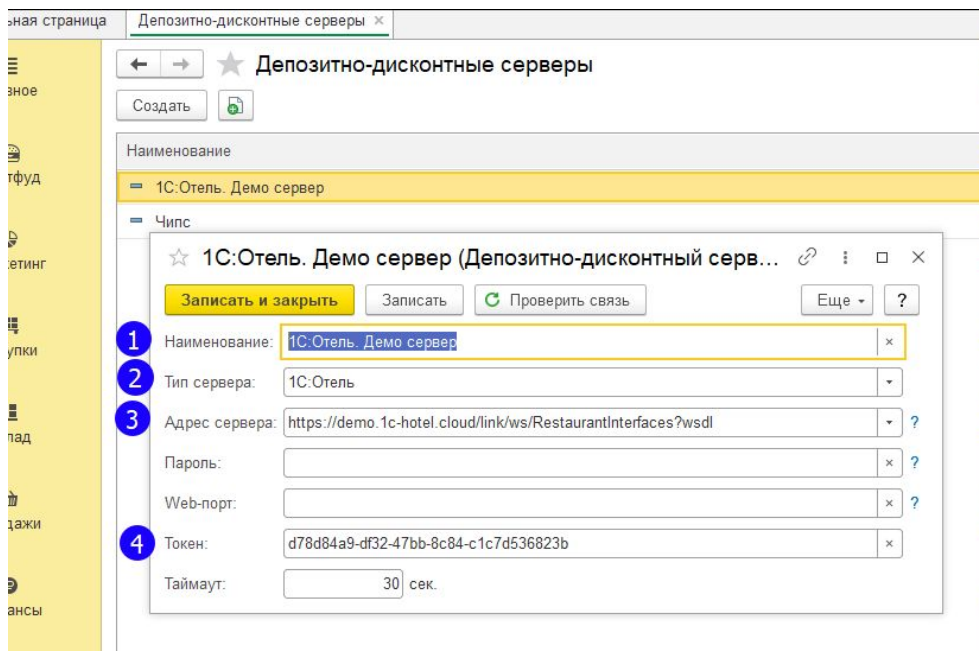 ьная страница
Депозитно-дисконтные серверы ×
вное
Депозитно-дисконтные серверы
Создать
Наименование
тфуд
1С:Отель. Демо сервер
Чипс
етинг
1С:Отель. Демо сервер (Депозитно-дисконтный серв...
Записать и закрыть Записать Проверить связь Еще ?
1 Наименование: 1С:Отель. Демо сервер ×
упки
2 Тип сервера: 1С:Отель
3 Адрес сервера: https://demo.1c-hotel.cloud/link/ws/RestaurantInterfaces?wsdl ?
лад
Пароль: × ?
Web-порт: × ?
дажи
4 Токен: d78d84a9-df32-47bb-8c84-c1c7d536823b ×
Таймаут: 30 сек.
ансы